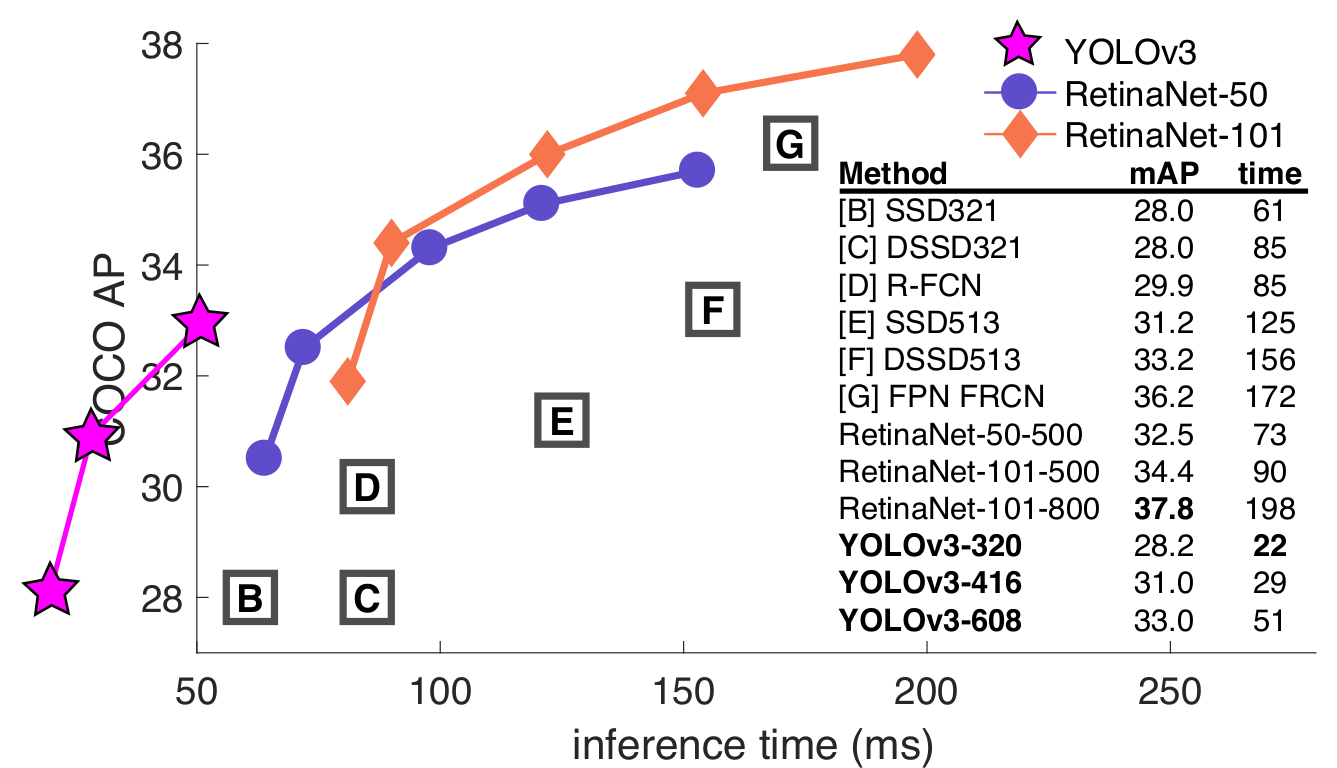 YOLOv3
RetinaNet-50
RetinaNet-101
COCO AP
38
36
34
32
30
28
G
F
E
D
B
C
Method mAP time
[B] SSD321 28.0 61
[C] DSSD321 28.0 85
[D] R-FCN 29.9 85
[E] SSD513 31.2 125
[F] DSSD513 33.2 156
[G] FPN FRCN 36.2 172
RetinaNet-50-500 32.5 73
RetinaNet-101-500 34.4 90
RetinaNet-101-800 37.8 198
YOLOv3-320 28.2 22
YOLOv3-416 31.0 29
YOLOv3-608 33.0 51
50 100 150 200 250
inference time (ms)